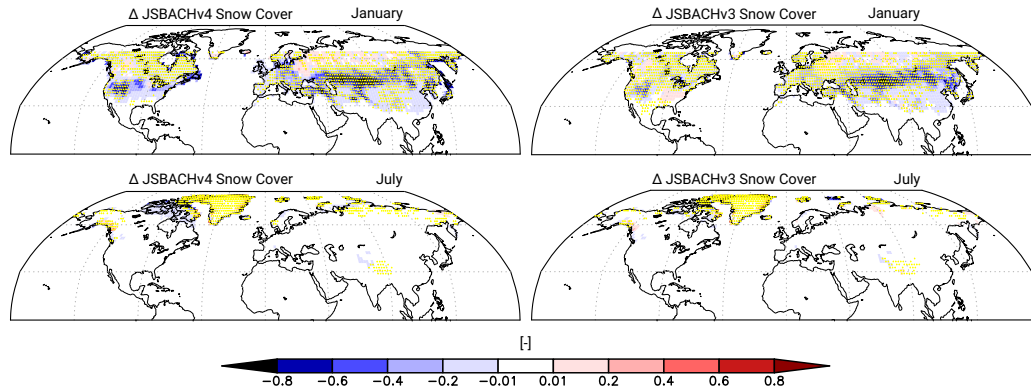 Δ JSBACHv4 Snow Cover January
Δ JSBACHv3 Snow Cover January
Δ JSBACHv4 Snow Cover July
Δ JSBACHv3 Snow Cover July
[-]
−0.8 −0.6 −0.4 −0.2 −0.01 0.01 0.2 0.4 0.6 0.8